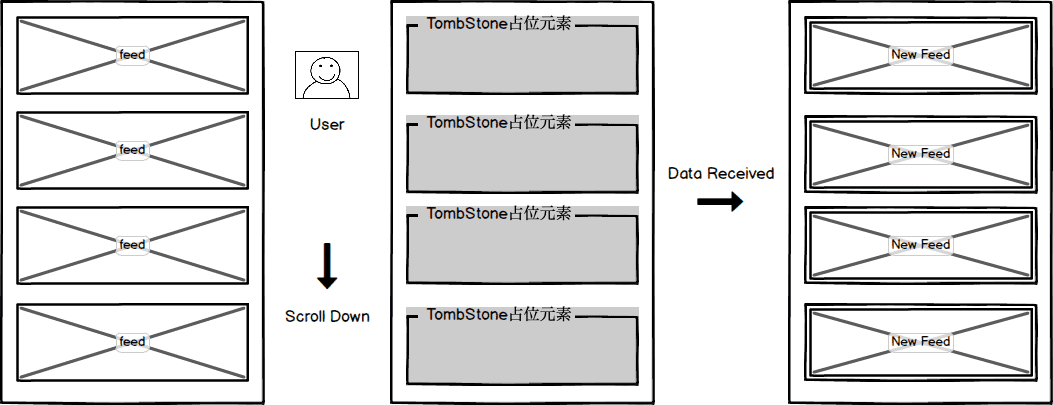 feed
feed
feed
feed
User
Scroll Down
TombStone占位元素
TombStone占位元素
TombStone占位元素
TombStone占位元素
Data Received
New Feed
New Feed
New Feed
New Feed